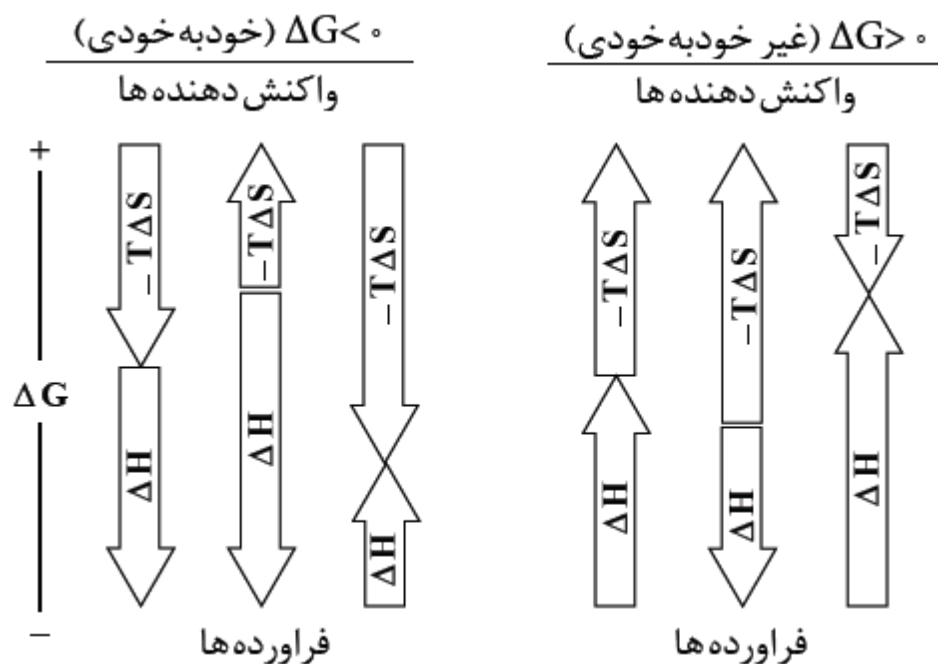 ΔG<۰ (خودبه‌خودی)
واکنش‌دهنده‌ها
+
−TΔS
ΔH
−TΔS
ΔH
−TΔS
ΔH
ΔG
−
فراورده‌ها
ΔG>۰ (غیر خودبه‌خودی)
واکنش‌دهنده‌ها
−TΔS
ΔH
−TΔS
ΔH
−TΔS
ΔH
فراورده‌ها